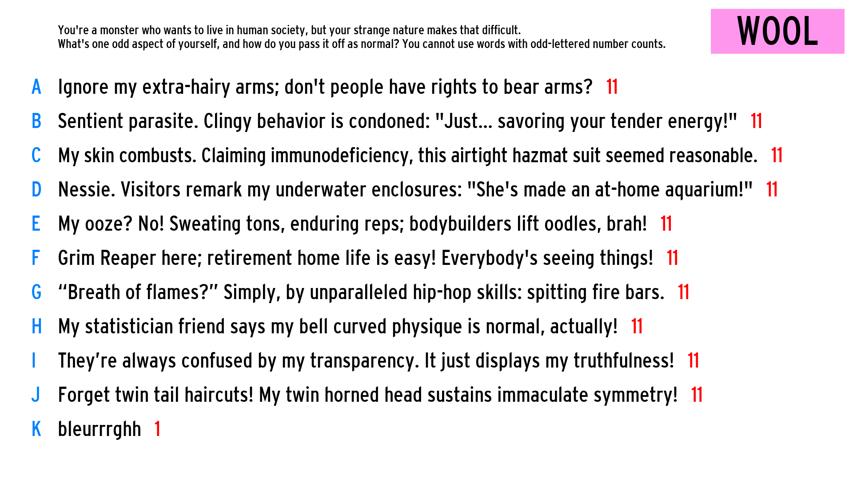 You're a monster who wants to live in human society, but your strange nature makes that difficult.
What's one odd aspect of yourself, and how do you pass it off as normal? You cannot use words with odd-lettered number counts.
WOOL
A Ignore my extra-hairy arms; don't people have rights to bear arms? 11
B Sentient parasite. Clingy behavior is condoned: "Just... savoring your tender energy!" 11
C My skin combusts. Claiming immunodeficiency, this airtight hazmat suit seemed reasonable. 11
D Nessie. Visitors remark my underwater enclosures: "She's made an at-home aquarium!" 11
E My ooze? No! Sweating tons, enduring reps; bodybuilders lift oodles, brah! 11
F Grim Reaper here; retirement home life is easy! Everybody's seeing things! 11
G “Breath of flames?” Simply, by unparalleled hip-hop skills: spitting fire bars. 11
H My statistician friend says my bell curved physique is normal, actually! 11
I They’re always confused by my transparency. It just displays my truthfulness! 11
J Forget twin tail haircuts! My twin horned head sustains immaculate symmetry! 11
K bleurrrghh 1